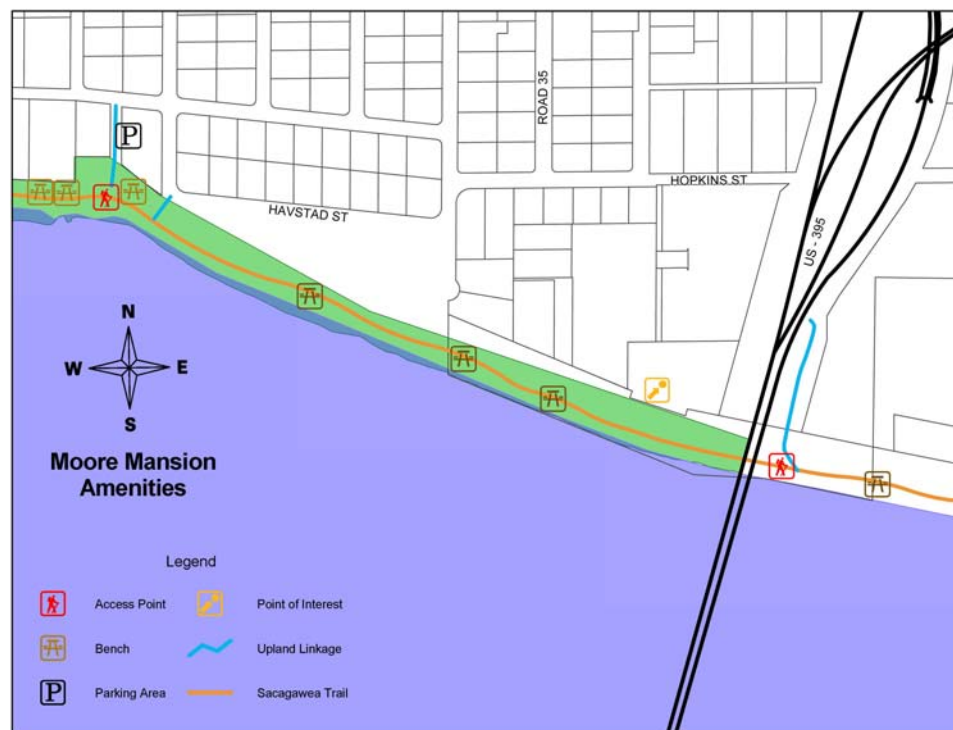 ROAD 35
P
HOPKINS ST
HAVSTAD ST
US - 395
N
W E
S
Moore Mansion
Amenities
Legend
Access Point
Point of Interest
Bench
Upland Linkage
P
Parking Area
Sacagawea Trail